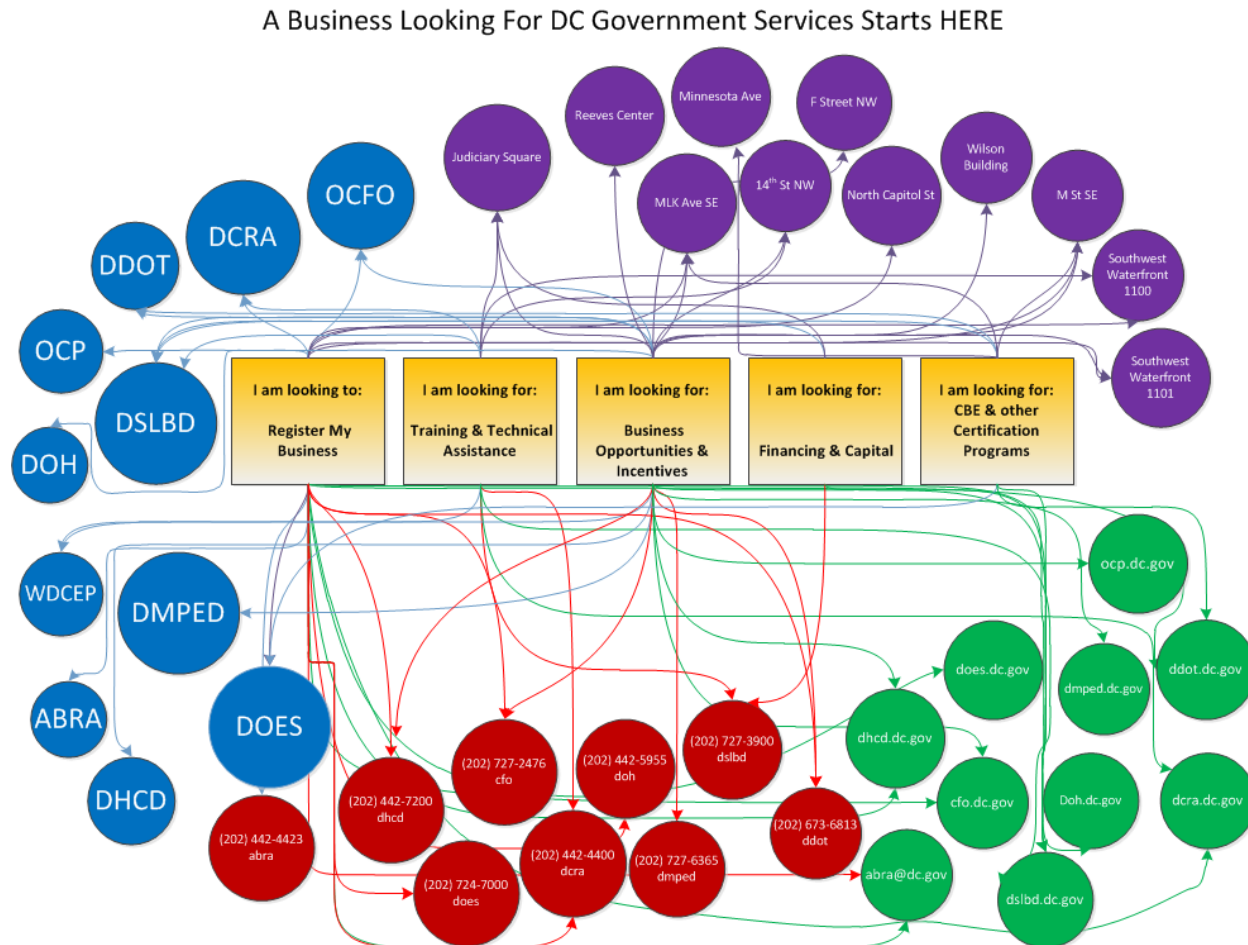 A Business Looking For DC Government Services Starts HERE
Minnesota Ave
F Street NW
Reeves Center
Judiciary Square
Wilson
Building
OCFO
14th St NW
MLK Ave SE
North Capitol St
M St SE
DCRA
DDOT
Southwest
Waterfront
1100
OCP
Southwest
Waterfront
1101
DSLBD
DOH
I am looking to:
Register My
Business
I am looking for:
Training & Technical
Assistance
I am looking for:
Business
Opportunities &
Incentives
I am looking for:
Financing & Capital
I am looking for:
CBE & other
Certification
Programs
WDCEP
DMPED
ABRA
DOES
DHCD
ocp.dc.gov
does.dc.gov
dmped.dc.gov
ddot.dc.gov
dhcd.dc.gov
cfo.dc.gov
Doh.dc.gov
dcra.dc.gov
abra@dc.gov
dslbd.dc.gov
(202) 727-3900
dslbd
(202) 727-2476
cfo
(202) 442-5955
doh
(202) 442-7200
dhcd
(202) 673-6813
ddot
(202) 442-4423
abra
(202) 442-4400
dcra
(202) 727-6365
dmped
(202) 724-7000
does